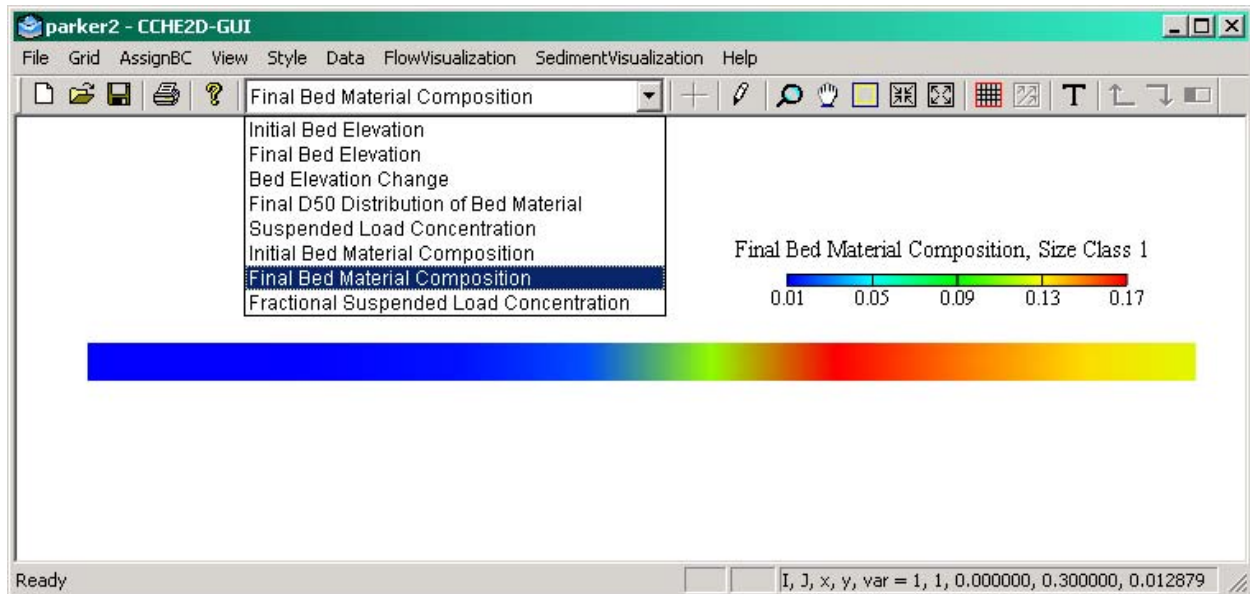 parker2 - CCHE2D-GUI
File Grid AssignBC View Style Data FlowVisualization SedimentVisualization Help
Final Bed Material Composition
T
Initial Bed Elevation
Final Bed Elevation
Bed Elevation Change
Final D50 Distribution of Bed Material
Suspended Load Concentration
Initial Bed Material Composition
Final Bed Material Composition
Fractional Suspended Load Concentration
Final Bed Material Composition, Size Class 1
0.01 0.05 0.09 0.13 0.17
Ready
I, J, x, y, var = 1, 1, 0.000000, 0.300000, 0.012879